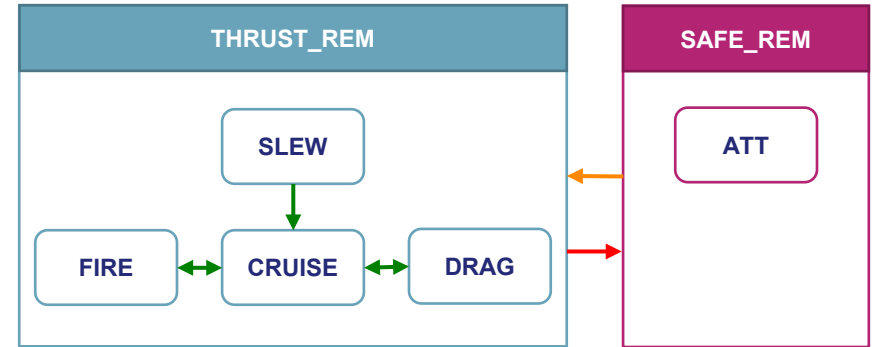 THRUST_REM
SAFE_REM
SLEW
ATT
FIRE
CRUISE
DRAG